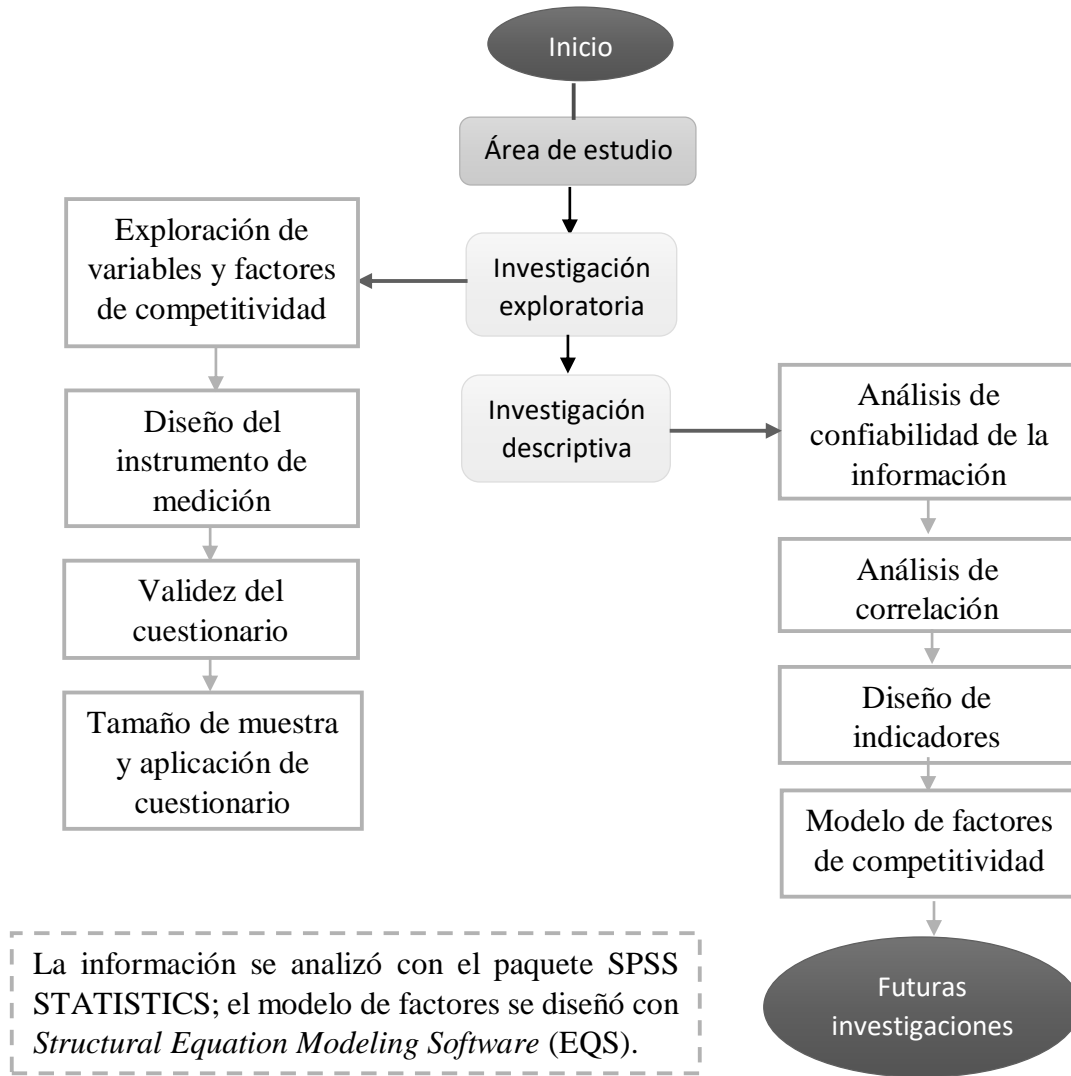 Inicio
Área de estudio
Investigación
exploratoria
Exploración de
variables y factores
de competitividad
Diseño del
instrumento de
medición
Validez del
cuestionario
Tamaño de muestra
y aplicación de
cuestionario
Investigación
descriptiva
Análisis de
confiabilidad de la
información
Análisis de
correlación
Diseño de
indicadores
Modelo de factores
de competitividad
Futuras
investigaciones
La información se analizó con el paquete SPSS
STATISTICS; el modelo de factores se diseñó con
Structural Equation Modeling Software (EQS).